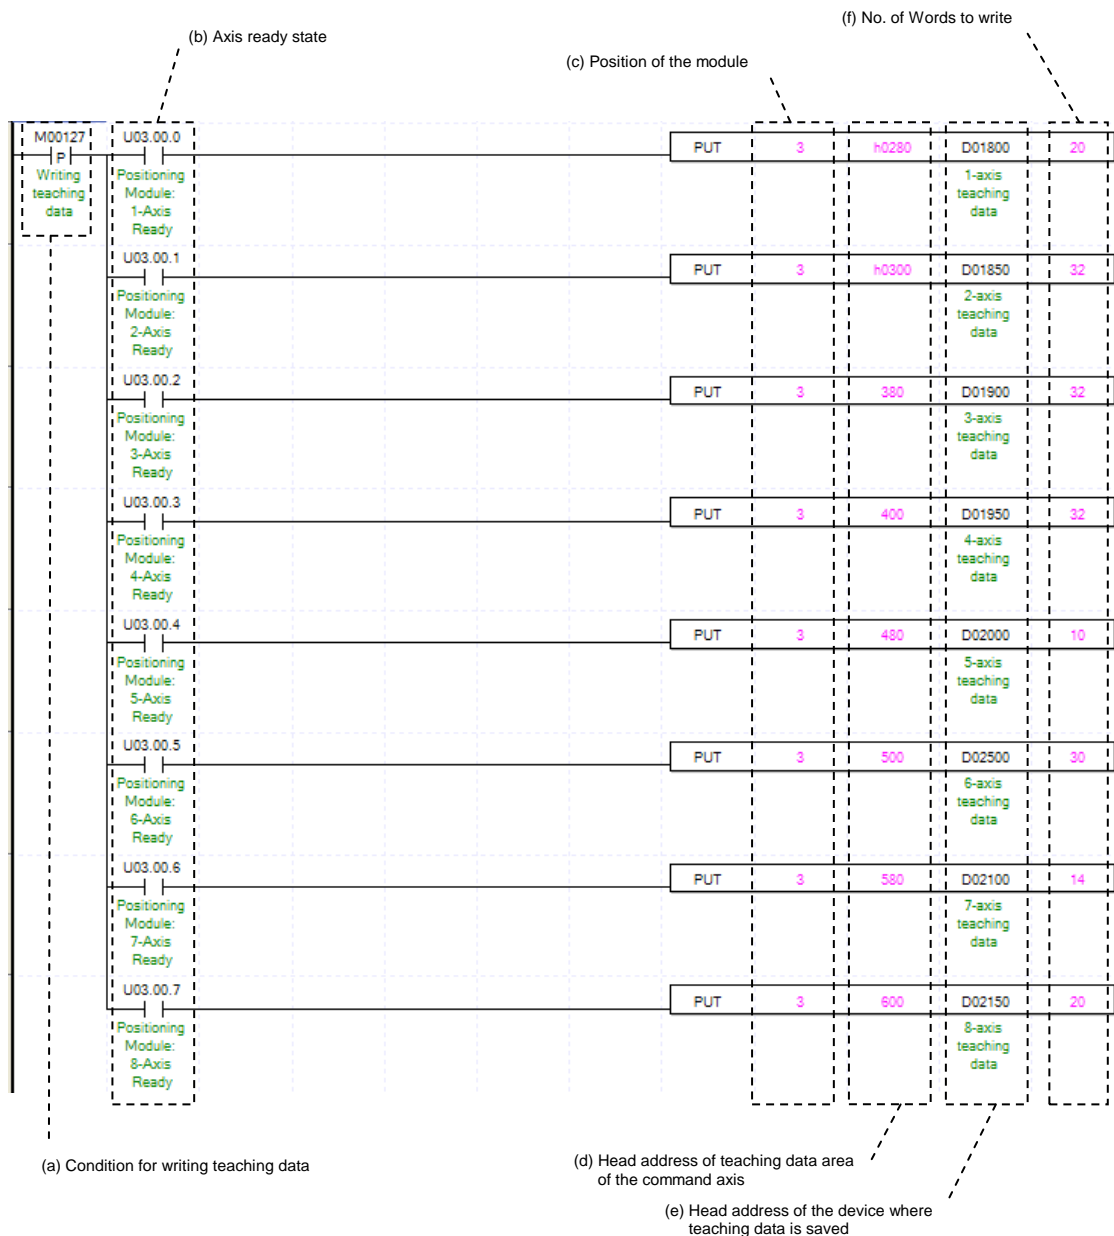 (f) No. of Words to write
(b) Axis ready state
(c) Position of the module
M00127
U03.00.0
P
PUT 3 h0280 D01800 20
Writing
teaching
data
Positioning
Module:
1-Axis
Ready
1-axis
teaching
data
U03.00.1
PUT 3 h0300 D01850 32
Positioning
Module:
2-Axis
Ready
2-axis
teaching
data
U03.00.2
PUT 3 380 D01900 32
Positioning
Module:
3-Axis
Ready
3-axis
teaching
data
U03.00.3
PUT 3 400 D01950 32
Positioning
Module:
4-Axis
Ready
4-axis
teaching
data
U03.00.4
PUT 3 480 D02000 10
Positioning
Module:
5-Axis
Ready
5-axis
teaching
data
U03.00.5
PUT 3 500 D02500 30
Positioning
Module:
6-Axis
Ready
6-axis
teaching
data
U03.00.6
PUT 3 580 D02100 14
Positioning
Module:
7-Axis
Ready
7-axis
teaching
data
U03.00.7
PUT 3 600 D02150 20
Positioning
Module:
8-Axis
Ready
8-axis
teaching
data
(a) Condition for writing teaching data
(d) Head address of teaching data area
of the command axis
(e) Head address of the device where
teaching data is saved